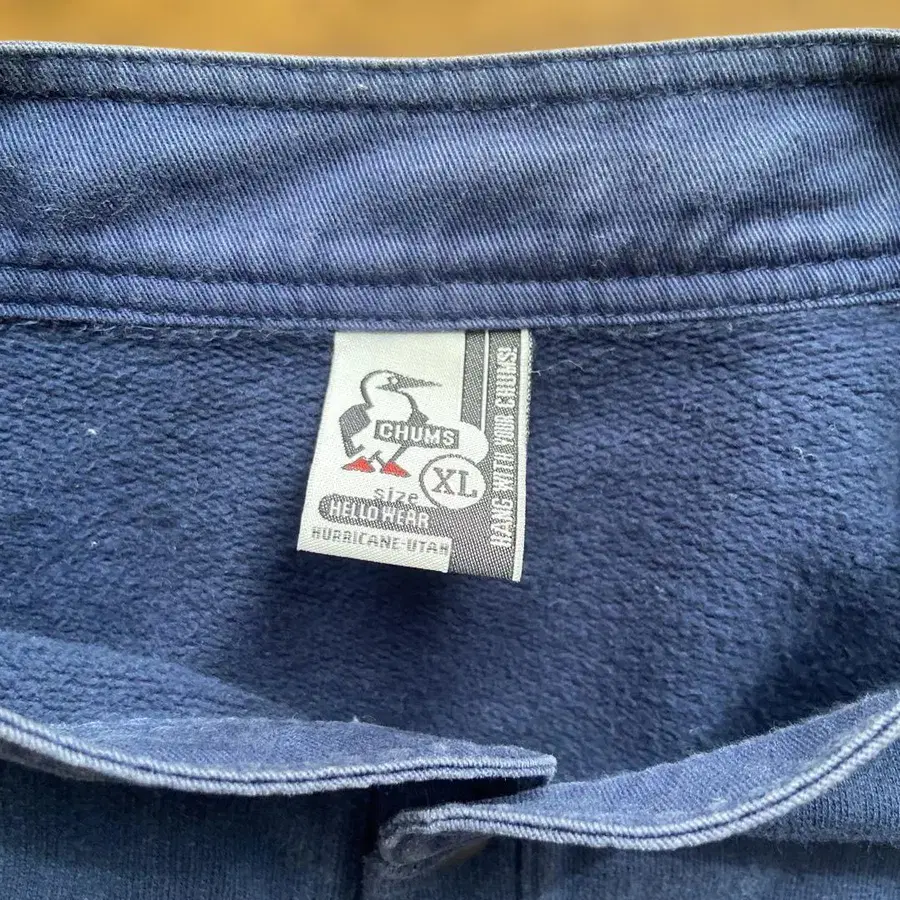 CHUMS
size XL
HELLO WEAR
HURRICANE-UTAH
HANG WITH YOUR CHUMS!